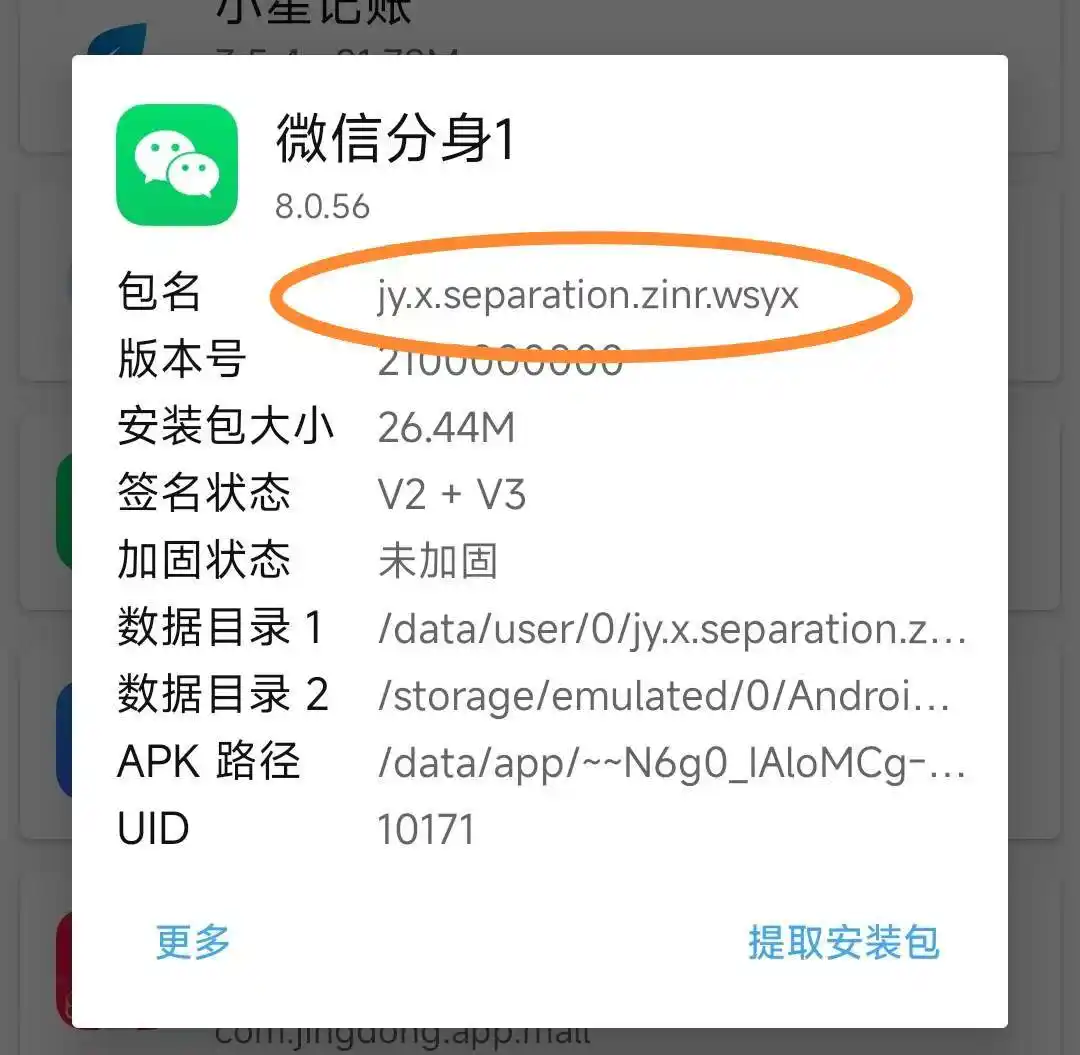 小星记账
微信分身1
8.0.56
包名 jy.x.separation.zinr.wsyx
版本号 2100000000
安装包大小 26.44M
签名状态 V2 + V3
加固状态 未加固
数据目录 1 /data/user/0/jy.x.separation.z...
数据目录 2 /storage/emulated/0/Androi...
APK 路径 /data/app/~~N6g0_IAloMCg-...
UID 10171
更多 提取安装包
com.jingdong.app.mall